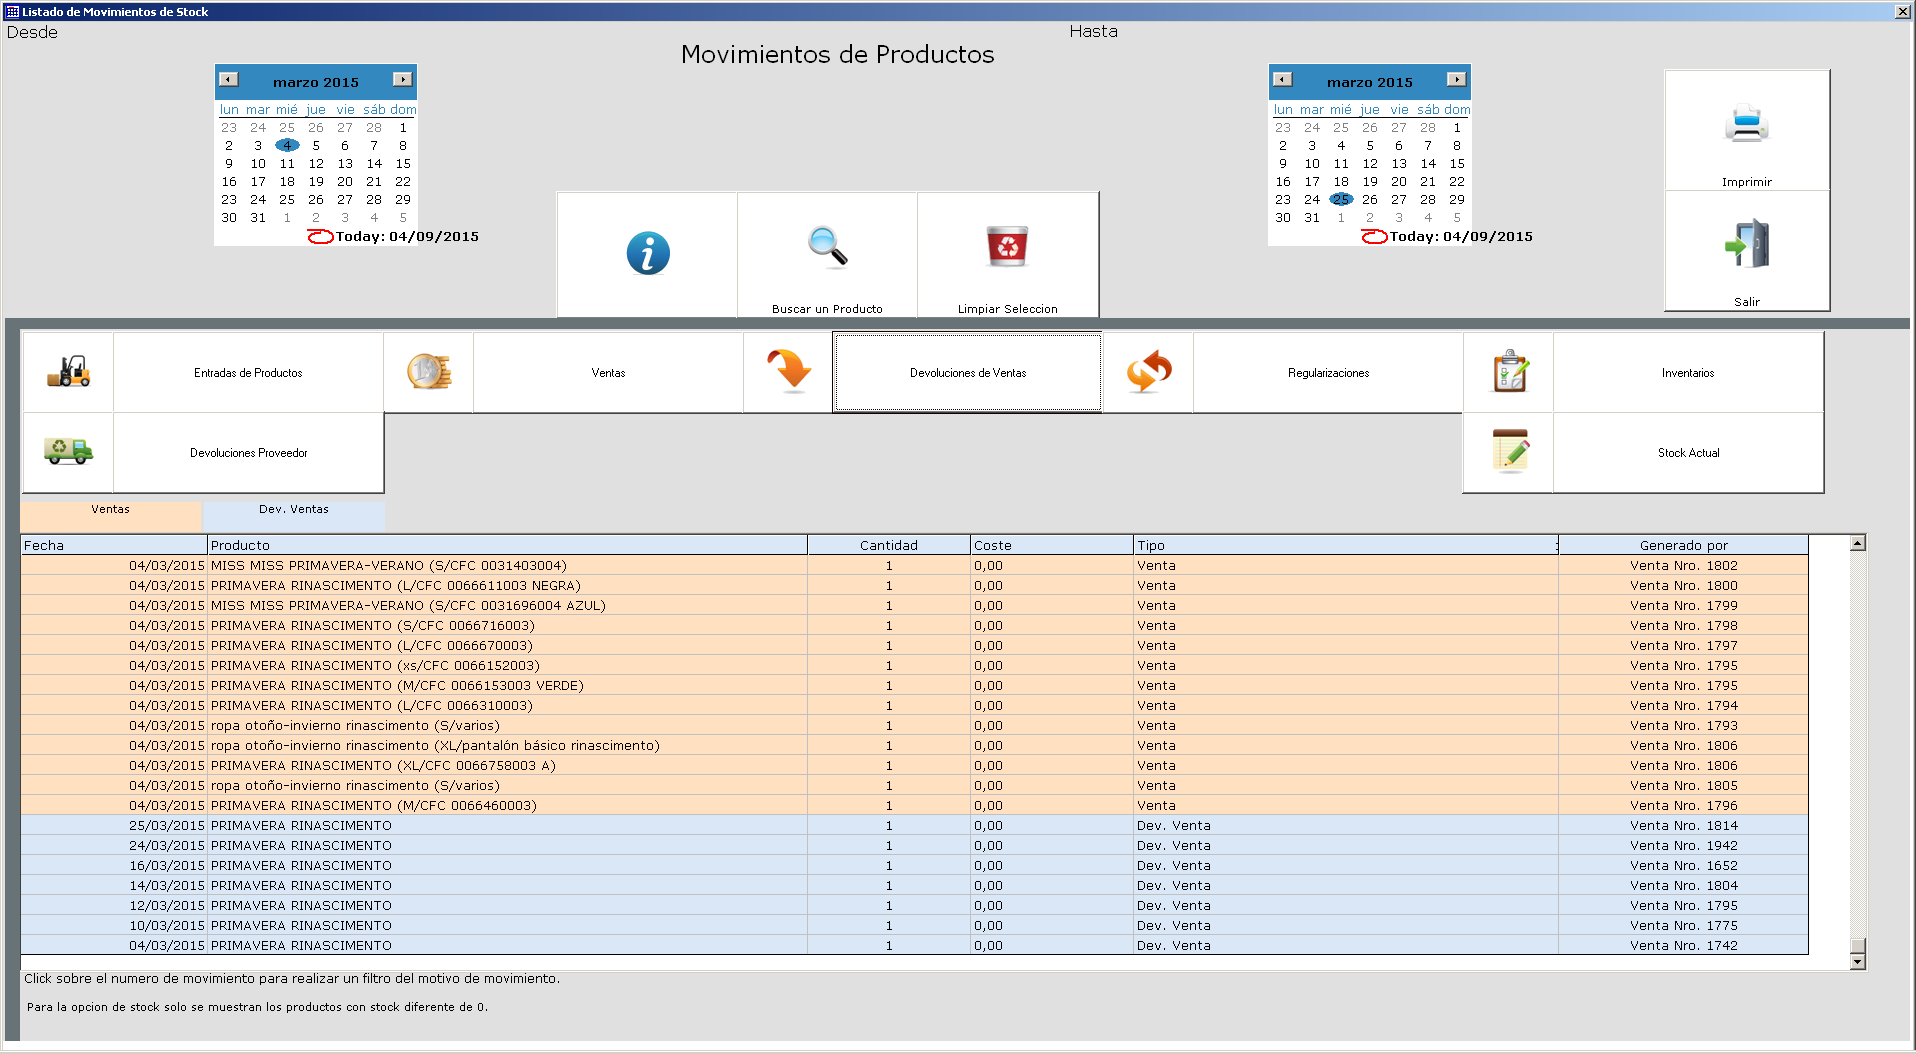 Listado de Movimientos de Stock
Desde
Hasta
Movimientos de Productos
marzo 2015
lun mar mié jue vie sáb dom
23 24 25 26 27 28 1
2 3 4 5 6 7 8
9 10 11 12 13 14 15
16 17 18 19 20 21 22
23 24 25 26 27 28 29
30 31 1 2 3 4 5
Today: 04/09/2015
marzo 2015
lun mar mié jue vie sáb dom
23 24 25 26 27 28 1
2 3 4 5 6 7 8
9 10 11 12 13 14 15
16 17 18 19 20 21 22
23 24 25 26 27 28 29
30 31 1 2 3 4 5
Today: 04/09/2015
Imprimir
Salir
Buscar un Producto
Limpiar Seleccion
Entradas de Productos
Ventas
Devoluciones de Ventas
Regularizaciones
Inventarios
Devoluciones Proveedor
Stock Actual
Ventas
Dev. Ventas
Fecha Producto Cantidad Coste Tipo : Generado por
04/03/2015 MISS MISS PRIMAVERA-VERANO (S/CFC 0031403004) 1 0,00 Venta Venta Nro. 1802
04/03/2015 PRIMAVERA RINASCIMENTO (L/CFC 0066611003 NEGRA) 1 0,00 Venta Venta Nro. 1800
04/03/2015 MISS MISS PRIMAVERA-VERANO (S/CFC 0031696004 AZUL) 1 0,00 Venta Venta Nro. 1799
04/03/2015 PRIMAVERA RINASCIMENTO (S/CFC 0066716003) 1 0,00 Venta Venta Nro. 1798
04/03/2015 PRIMAVERA RINASCIMENTO (L/CFC 0066670003) 1 0,00 Venta Venta Nro. 1797
04/03/2015 PRIMAVERA RINASCIMENTO (xs/CFC 0066152003) 1 0,00 Venta Venta Nro. 1795
04/03/2015 PRIMAVERA RINASCIMENTO (M/CFC 0066153003 VERDE) 1 0,00 Venta Venta Nro. 1795
04/03/2015 PRIMAVERA RINASCIMENTO (L/CFC 0066310003) 1 0,00 Venta Venta Nro. 1794
04/03/2015 ropa otoño-invierno rinascimento (S/varios) 1 0,00 Venta Venta Nro. 1793
04/03/2015 ropa otoño-invierno rinascimento (XL/pantalón básico rinascimento) 1 0,00 Venta Venta Nro. 1806
04/03/2015 PRIMAVERA RINASCIMENTO (XL/CFC 0066758003 A) 1 0,00 Venta Venta Nro. 1806
04/03/2015 ropa otoño-invierno rinascimento (S/varios) 1 0,00 Venta Venta Nro. 1805
04/03/2015 PRIMAVERA RINASCIMENTO (M/CFC 0066460003) 1 0,00 Venta Venta Nro. 1796
25/03/2015 PRIMAVERA RINASCIMENTO 1 0,00 Dev. Venta Venta Nro. 1814
24/03/2015 PRIMAVERA RINASCIMENTO 1 0,00 Dev. Venta Venta Nro. 1942
16/03/2015 PRIMAVERA RINASCIMENTO 1 0,00 Dev. Venta Venta Nro. 1652
14/03/2015 PRIMAVERA RINASCIMENTO 1 0,00 Dev. Venta Venta Nro. 1804
12/03/2015 PRIMAVERA RINASCIMENTO 1 0,00 Dev. Venta Venta Nro. 1795
10/03/2015 PRIMAVERA RINASCIMENTO 1 0,00 Dev. Venta Venta Nro. 1775
04/03/2015 PRIMAVERA RINASCIMENTO 1 0,00 Dev. Venta Venta Nro. 1742
Click sobre el numero de movimiento para realizar un filtro del motivo de movimiento.
Para la opcion de stock solo se muestran los productos con stock diferente de 0.